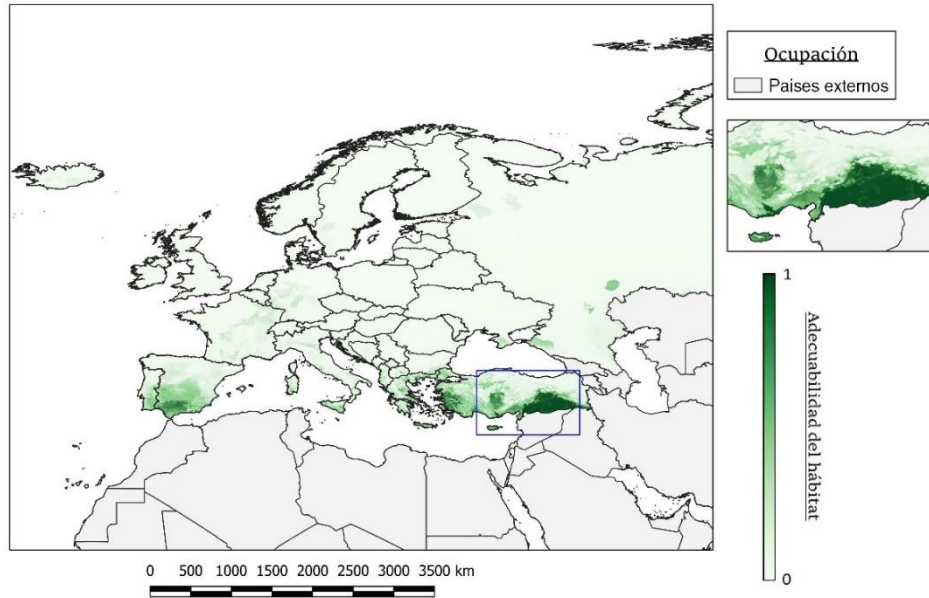 Ocupación
Paises externos
1
Adecuabilidad del hábitat
0
0 500 1000 1500 2000 2500 3000 3500 km